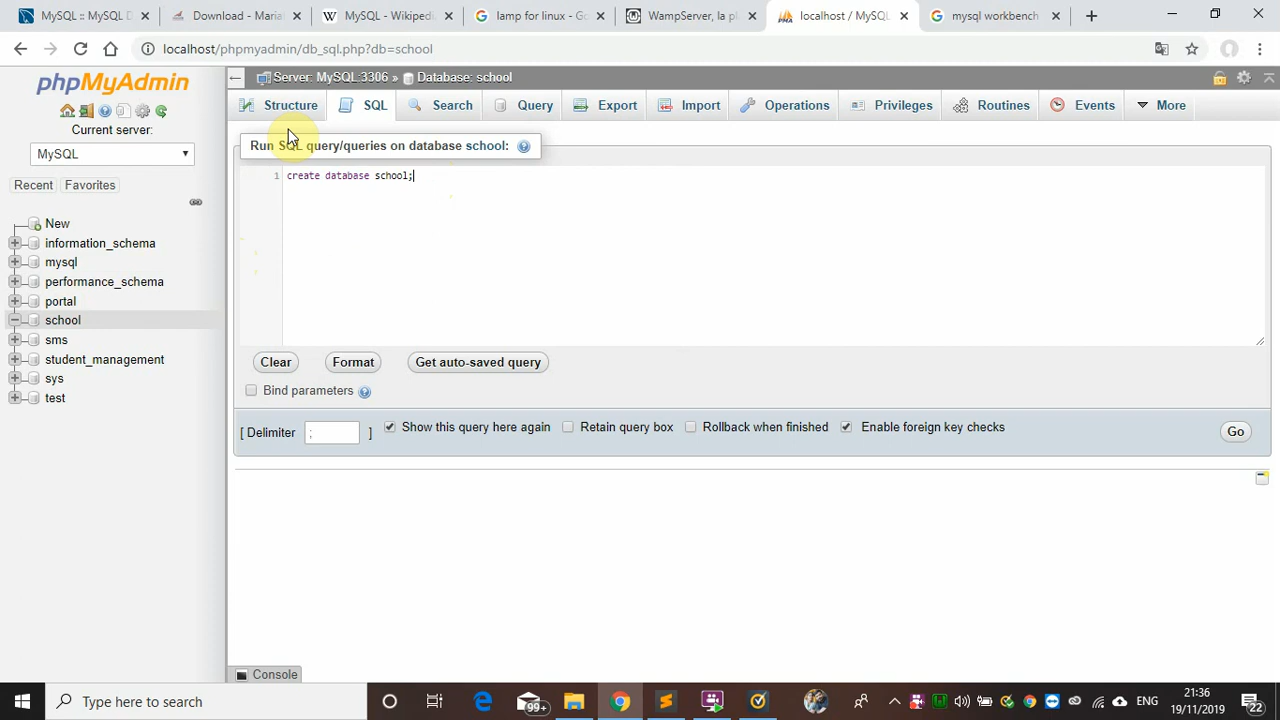 MySQL :: MySQL D
Download - Maria
MySQL - Wikipedi
lamp for linux - Go
WampServer, la pl
localhost / MySQL
mysql workbench
localhost/phpmyadmin/db_sql.php?db=school
phpMyAdmin
Current server:
MySQL
Recent
Favorites
New
information_schema
mysql
performance_schema
portal
school
sms
student_management
sys
test
Server: MySQL:3306 » Database: school
Structure
SQL
Search
Query
Export
Import
Operations
Privileges
Routines
Events
More
Run SQL query/queries on database school:
1 create database school;
Clear
Format
Get auto-saved query
Bind parameters
[ Delimiter ; ]
Show this query here again
Retain query box
Rollback when finished
Enable foreign key checks
Go
Console
Type here to search
99+
ENG
21:36
19/11/2019
22